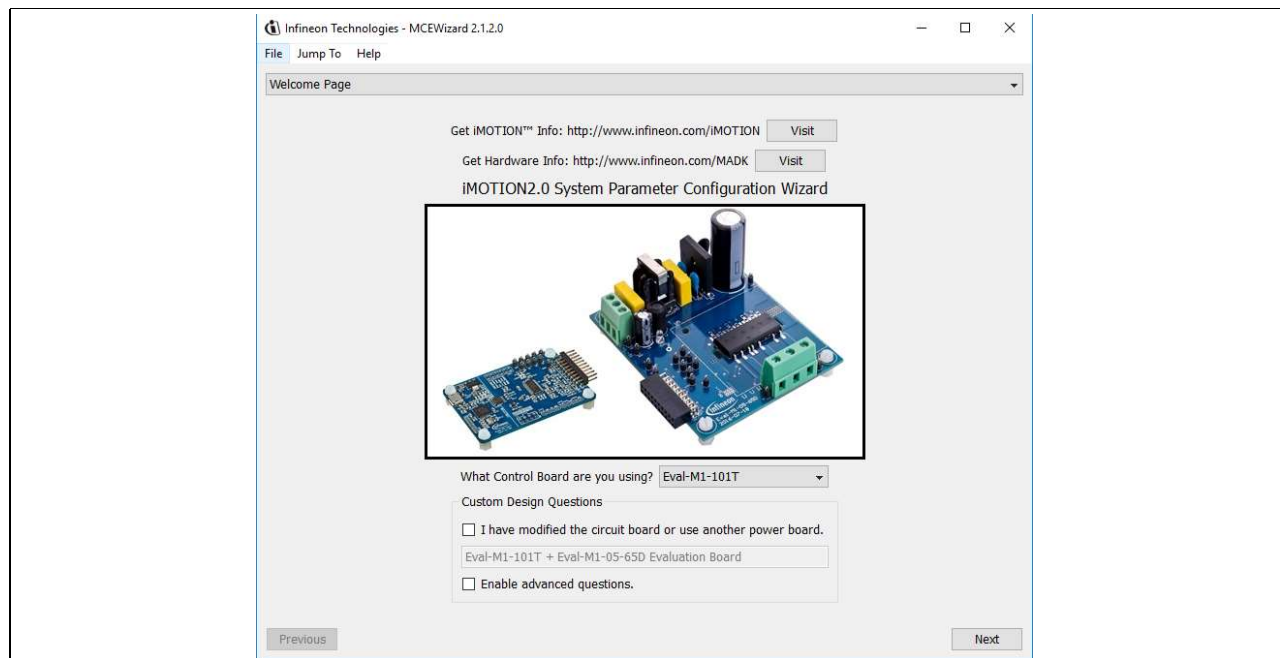 Infineon Technologies - MCEWizard 2.1.2.0
File Jump To Help
Welcome Page
Get iMOTION™ Info: http://www.infineon.com/iMOTION Visit
Get Hardware Info: http://www.infineon.com/MADK Visit
iMOTION2.0 System Parameter Configuration Wizard
infineon
What Control Board are you using? Eval-M1-101T
Custom Design Questions
I have modified the circuit board or use another power board.
Eval-M1-101T + Eval-M1-05-65D Evaluation Board
Enable advanced questions.
Previous Next